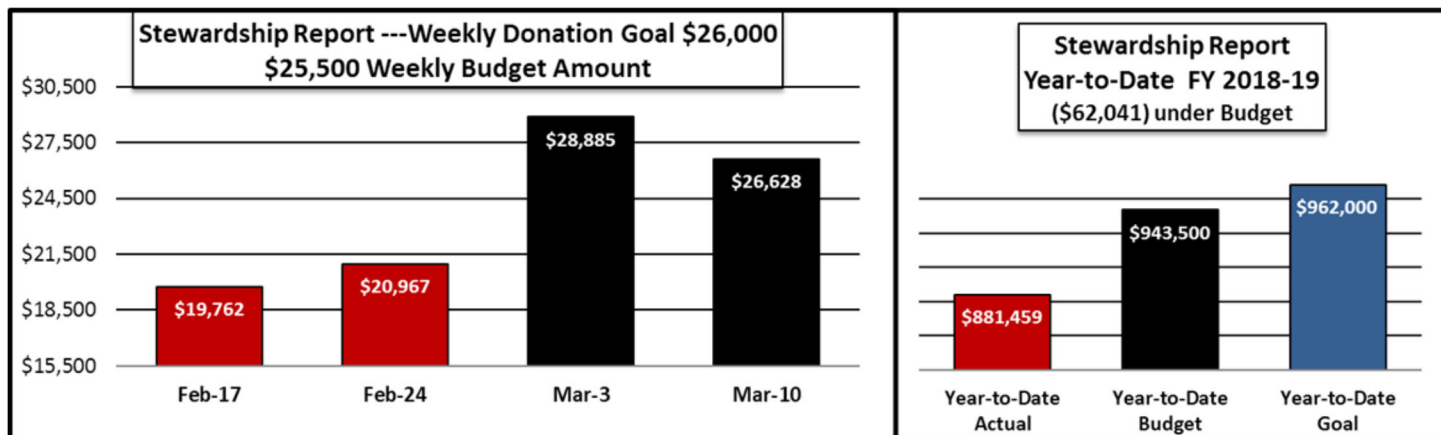 Stewardship Report ---Weekly Donation Goal $26,000
$25,500 Weekly Budget Amount
$30,500
$27,500
$24,500
$21,500
$18,500
$15,500
$19,762
$20,967
$28,885
$26,628
Feb-17
Feb-24
Mar-3
Mar-10
Stewardship Report
Year-to-Date FY 2018-19
($62,041) under Budget
$881,459
$943,500
$962,000
Year-to-Date
Actual
Year-to-Date
Budget
Year-to-Date
Goal